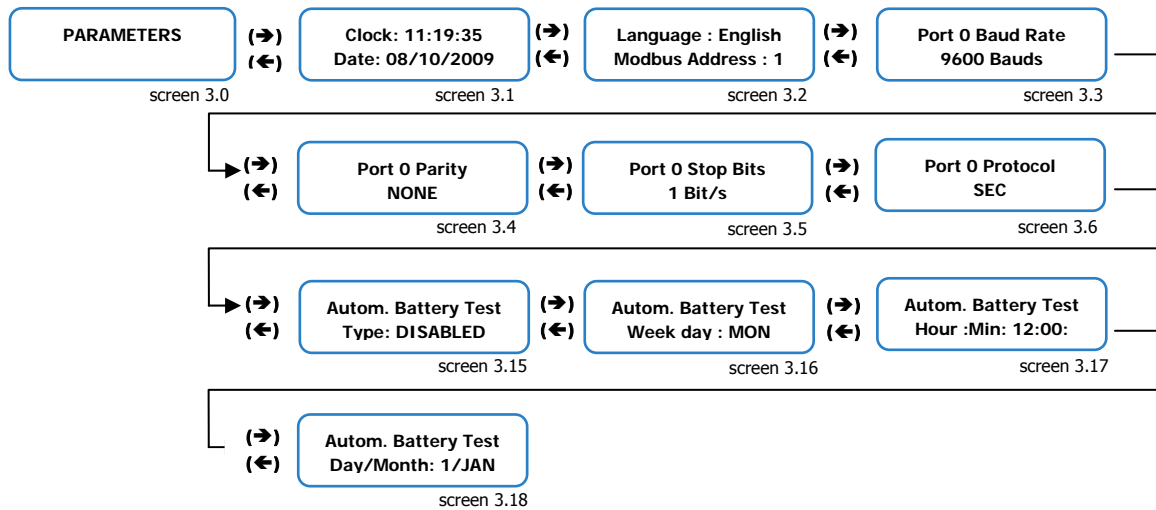 PARAMETERS
(➔)
(🡸)
Clock: 11:19:35
Date: 08/10/2009
(➔)
(🡸)
Language : English
Modbus Address : 1
(➔)
(🡸)
Port 0 Baud Rate
9600 Bauds
screen 3.0
screen 3.1
screen 3.2
screen 3.3
(➔)
(🡸)
Port 0 Parity
NONE
(➔)
(🡸)
Port 0 Stop Bits
1 Bit/s
(➔)
(🡸)
Port 0 Protocol
SEC
screen 3.4
screen 3.5
screen 3.6
(➔)
(🡸)
Autom. Battery Test
Type: DISABLED
(➔)
(🡸)
Autom. Battery Test
Week day : MON
(➔)
(🡸)
Autom. Battery Test
Hour :Min: 12:00:
screen 3.15
screen 3.16
screen 3.17
(➔)
(🡸)
Autom. Battery Test
Day/Month: 1/JAN
screen 3.18